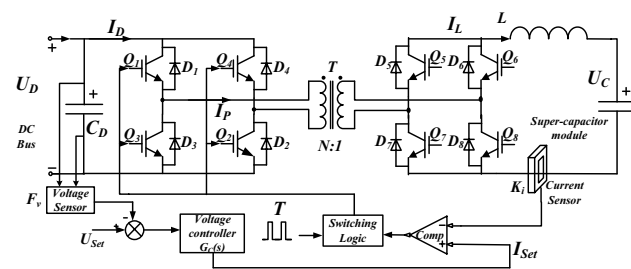 I_D
I_L
L
+
Q_1
D_1
Q_4
D_4
T
D_5
Q_5
D_6
Q_6
U_D
+
U_C
+
DC
Bus
C_D
I_P
Q_3
D_3
Q_2
D_2
N:1
D_7
Q_7
D_8
Q_8
Super-capacitor
module
−
F_v
Voltage
Sensor
K_i
Current
Sensor
U_Set
+
-
Voltage
controller
G_C(s)
T
Switching
Logic
Comp
−
+
I_Set